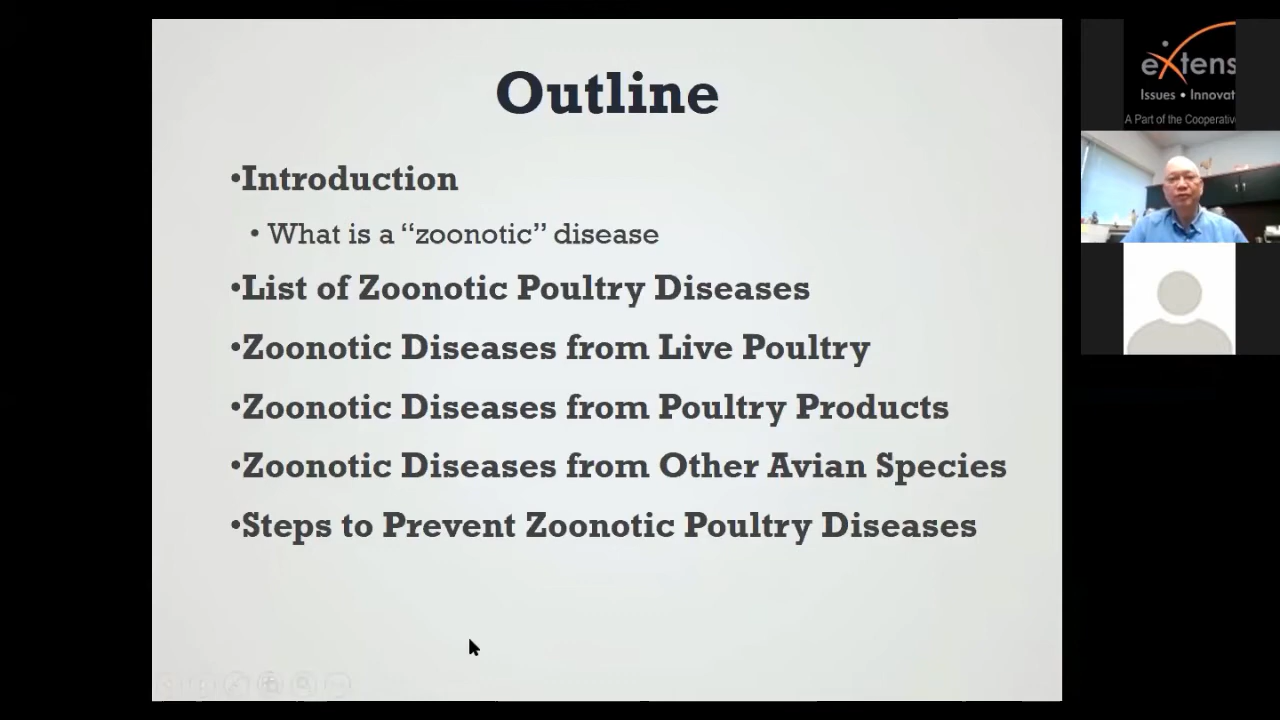 Outline
•Introduction
• What is a “zoonotic” disease
•List of Zoonotic Poultry Diseases
•Zoonotic Diseases from Live Poultry
•Zoonotic Diseases from Poultry Products
•Zoonotic Diseases from Other Avian Species
•Steps to Prevent Zoonotic Poultry Diseases
eXtens
Issues • Innovat
A Part of the Cooperativ